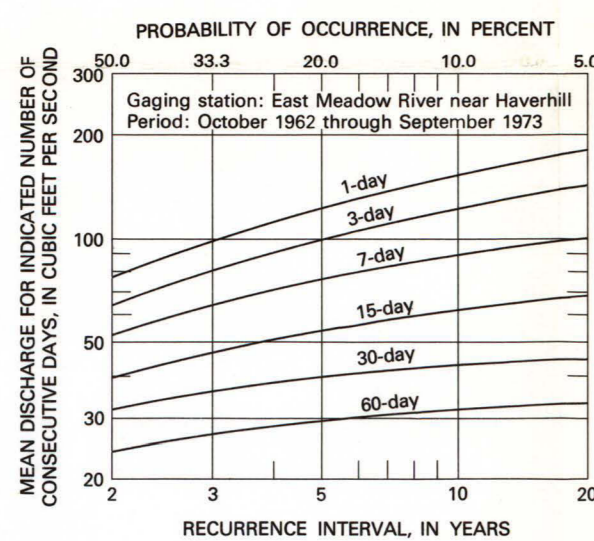 PROBABILITY OF OCCURRENCE, IN PERCENT
50.0 33.3 20.0 10.0 5.0
MEAN DISCHARGE FOR INDICATED NUMBER OF
CONSECUTIVE DAYS, IN CUBIC FEET PER SECOND
300
200
100
50
30
20
Gaging station: East Meadow River near Haverhill
Period: October 1962 through September 1973
1-day
3-day
7-day
15-day
30-day
60-day
2 3 5 10 20
RECURRENCE INTERVAL, IN YEARS